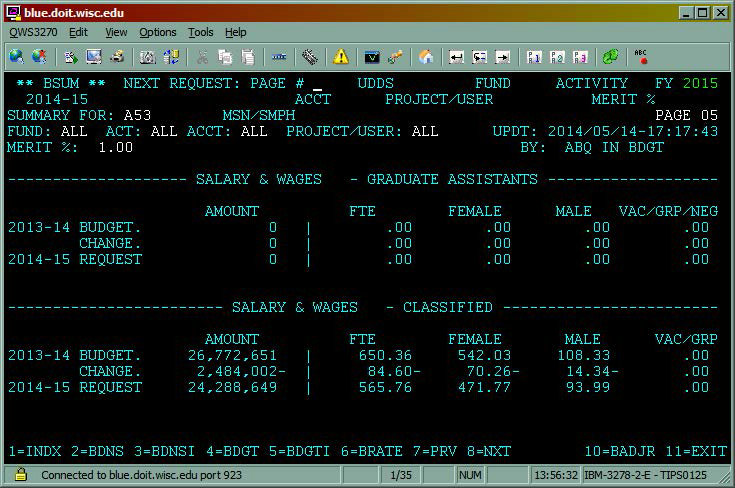 blue.doit.wisc.edu
QWS3270 Edit View Options Tools Help
** BSUM ** NEXT REQUEST: PAGE # _ UDDS FUND ACTIVITY FY 2015
2014-15 ACCT PROJECT/USER MERIT %
SUMMARY FOR: A53 MSN/SMPH PAGE 05
FUND: ALL ACT: ALL ACCT: ALL PROJECT/USER: ALL UPDT: 2014/05/14-17:17:43
MERIT %: 1.00 BY: ABQ IN BDGT
-------------------- SALARY & WAGES - GRADUATE ASSISTANTS -------------------
AMOUNT FTE FEMALE MALE VAC/GRP/NEG
2013-14 BUDGET. 0 | .00 .00 .00 .00
CHANGE. 0 | .00 .00 .00 .00
2014-15 REQUEST 0 | .00 .00 .00 .00
------------------------ SALARY & WAGES - CLASSIFIED ------------------------
AMOUNT FTE FEMALE MALE VAC/GRP
2013-14 BUDGET. 26,772,651 | 650.36 542.03 108.33 .00
CHANGE. 2,484,002- | 84.60- 70.26- 14.34- .00
2014-15 REQUEST 24,288,649 | 565.76 471.77 93.99 .00
1=INDX 2=BDNS 3=BDNSI 4=BDGT 5=BDGTI 6=BRATE 7=PRV 8=NXT 10=BADJR 11=EXIT
Connected to blue.doit.wisc.edu port 923 1/35 NUM 13:56:32 IBM-3278-2-E - TIPS0125